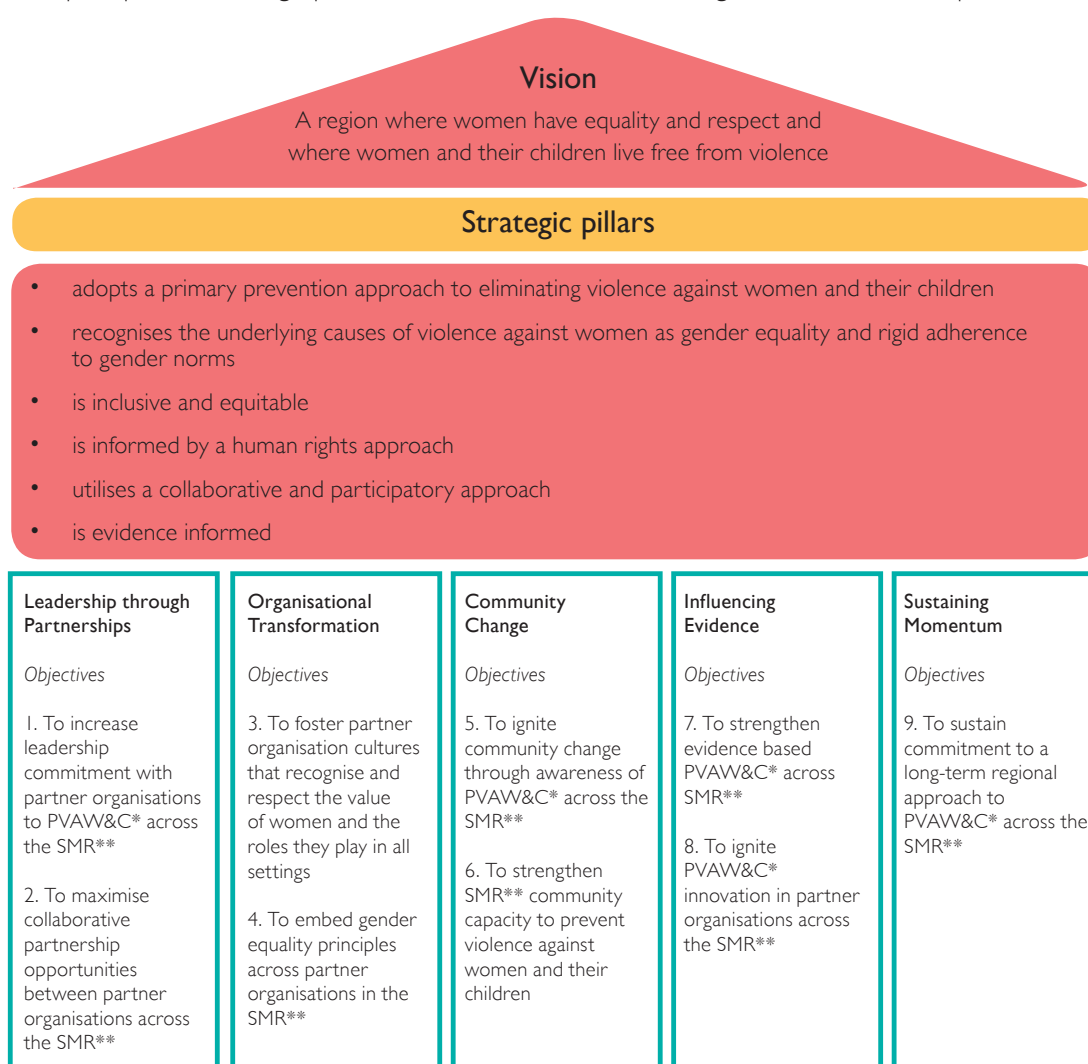 Vision
A region where women have equality and respect and
where women and their children live free from violence
Strategic pillars
• adopts a primary prevention approach to eliminating violence against women and their children
• recognises the underlying causes of violence against women as gender equality and rigid adherence
to gender norms
• is inclusive and equitable
• is informed by a human rights approach
• utilises a collaborative and participatory approach
• is evidence informed
Leadership through
Partnerships
Objectives
1. To increase
leadership
commitment with
partner organisations
to PVAW&C* across
the SMR**
2. To maximise
collaborative
partnership
opportunities
between partner
organisations across
the SMR**
Organisational
Transformation
Objectives
3. To foster partner
organisation cultures
that recognise and
respect the value
of women and the
roles they play in all
settings
4. To embed gender
equality principles
across partner
organisations in the
SMR**
Community
Change
Objectives
5. To ignite
community change
through awareness of
PVAW&C* across the
SMR**
6. To strengthen
SMR** community
capacity to prevent
violence against
women and their
children
Influencing
Evidence
Objectives
7. To strengthen
evidence based
PVAW&C* across
SMR**
8. To ignite
PVAW&C*
innovation in partner
organisations across
the SMR**
Sustaining
Momentum
Objectives
9. To sustain
commitment to a
long-term regional
approach to
PVAW&C* across the
SMR**